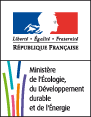 Liberté • Égalité • Fraternité
RÉPUBLIQUE FRANÇAISE
Ministère
de l'Écologie,
du Développement
durable
et de l'Énergie